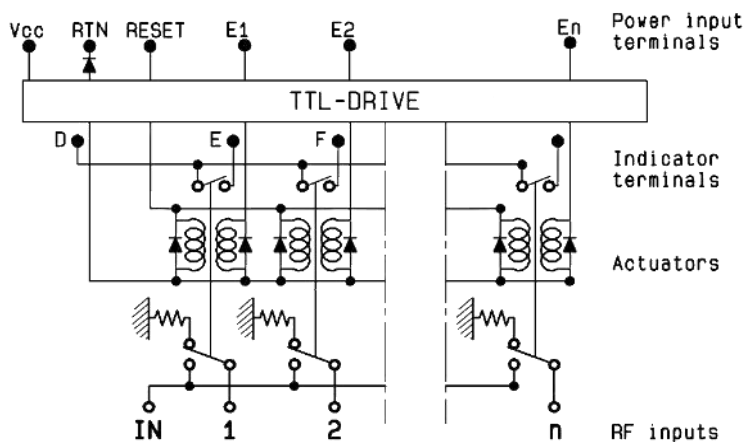 Vcc RTN RESET E1 E2 En Power input
terminals
TTL-DRIVE
D E F Indicator
terminals
Actuators
IN 1 2 n RF inputs